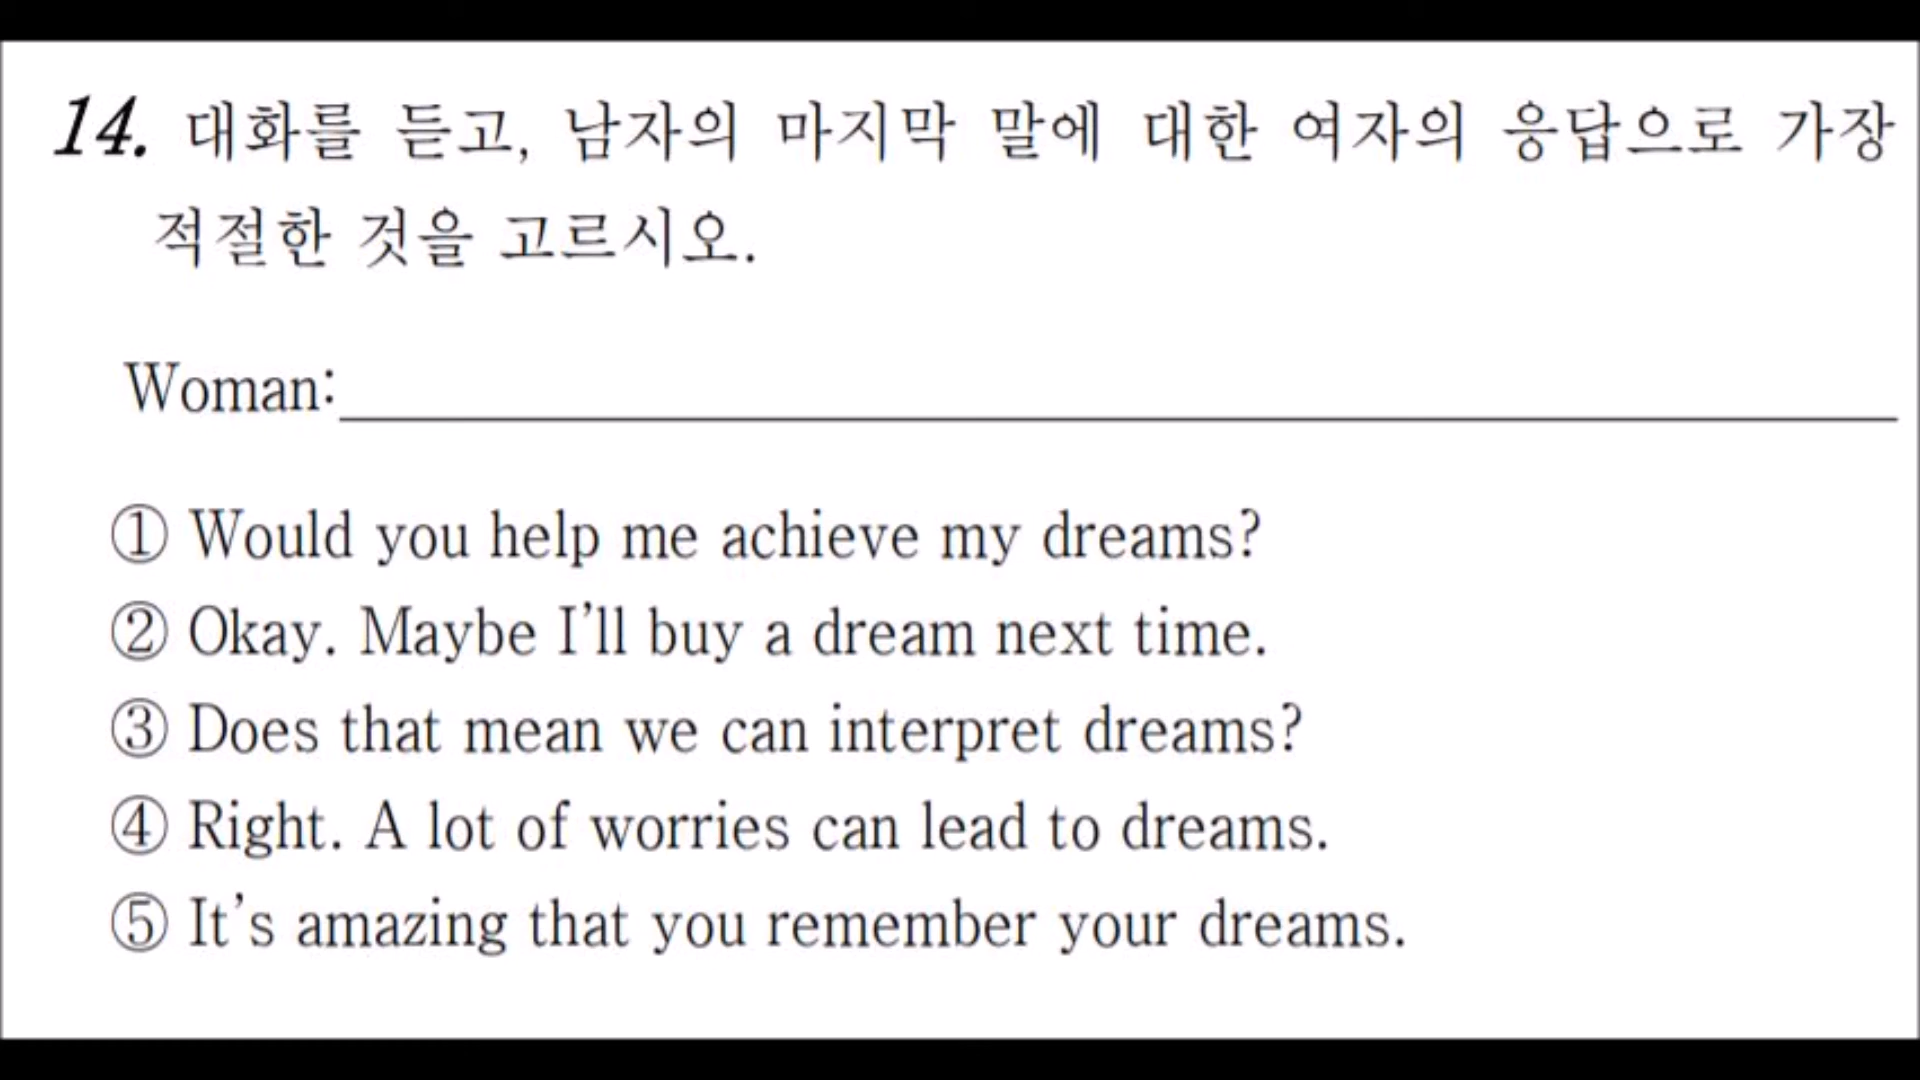 14. 대화를 듣고, 남자의 마지막 말에 대한 여자의 응답으로 가장
적절한 것을 고르시오.
Woman:
① Would you help me achieve my dreams?
② Okay. Maybe I'll buy a dream next time.
③ Does that mean we can interpret dreams?
④ Right. A lot of worries can lead to dreams.
⑤ It's amazing that you remember your dreams.